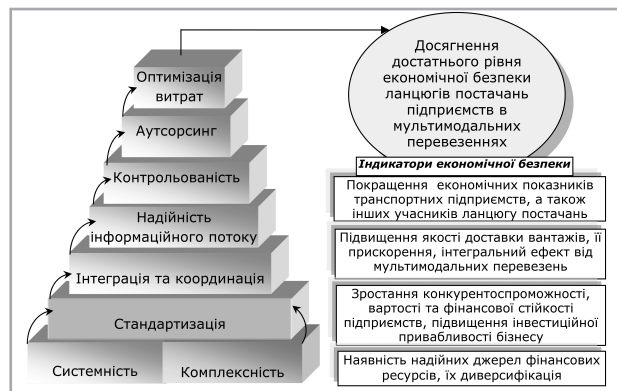 Оптимізація
витрат
Аутсорсинг
Контрольованість
Надійність
інформаційного потоку
Інтеграція та координація
Стандартизація
Системність
Комплексність
Досягнення
достатнього рівня
економічної безпеки
ланцюгів постачань
підприємств в
мультимодальних
перевезеннях
Індикатори економічної безпеки
Покращення економічних показників
транспортних підприємств, а також
інших учасників ланцюгу постачань
Підвищення якості доставки вантажів, її
прискорення, інтегральний ефект від
мультимодальних перевезень
Зростання конкурентоспроможності,
вартості та фінансової стійкості
підприємств, підвищення інвестиційної
привабливості бізнесу
Наявність надійних джерел фінансових
ресурсів, їх диверсифікація